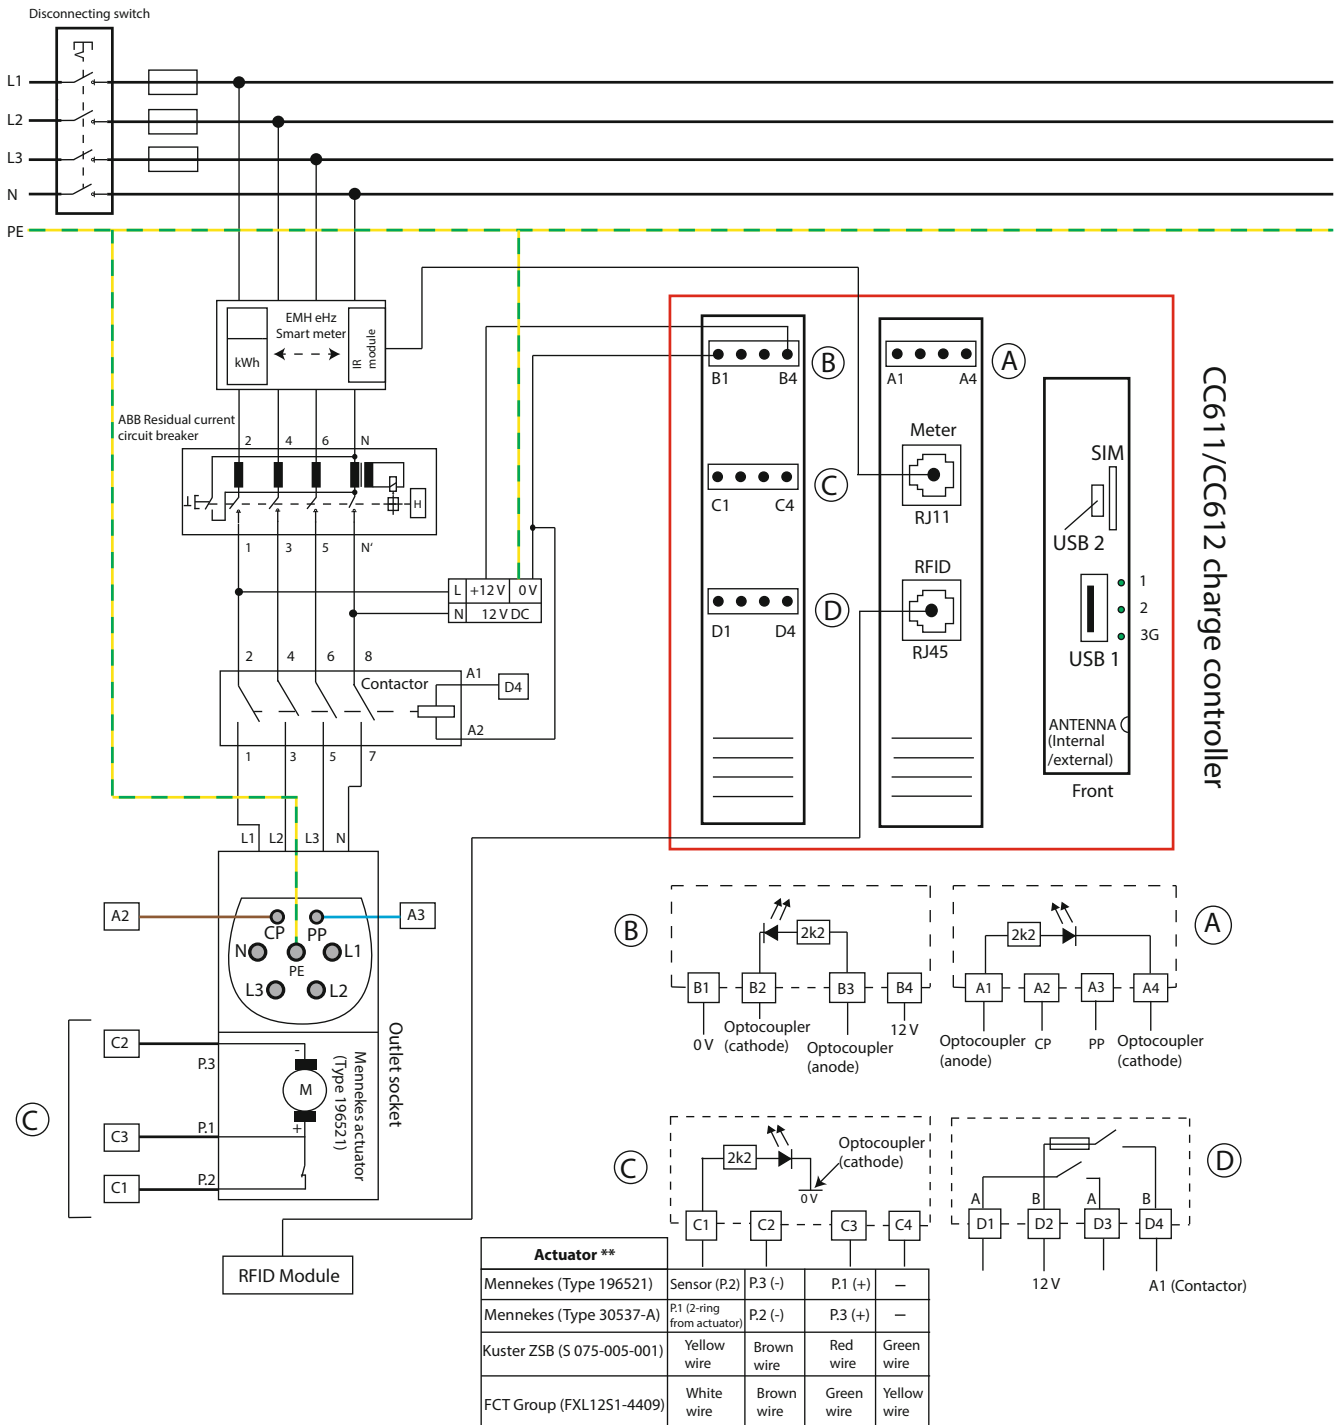 Disconnecting switch
L1
L2
L3
N
PE
EMH eHz
Smart meter
kWh
IR
module
ABB Residual current
circuit breaker
2 4 6 N
H
1 3 5 N'
L +12 V 0 V
N 12 V DC
2 4 6 8
Contactor
A1
D4
A2
1 3 5 7
L1 L2 L3 N
A2
A3
CP PP
N L1
PE
L3 L2
Outlet socket
C
C2
P.3
-
M
+
C3
P.1
C1
P.2
Mennekes actuator
(Type 196521)
RFID Module
B1 B4
B
C1 C4
C
D1 D4
D
A1 A4
A
Meter
RJ11
RFID
RJ45
SIM
USB 2
1
2
3G
USB 1
ANTENNA
(Internal
/external)
Front
CC611/CC612 charge controller
B
2k2
B1 B2 B3 B4
0 V
Optocoupler
(cathode)
Optocoupler
(anode)
12 V
A
2k2
A1 A2 A3 A4
Optocoupler
(anode)
CP
PP
Optocoupler
(cathode)
C
2k2
Optocoupler
(cathode)
0 V
C1 C2 C3 C4
D
A B A B
D1 D2 D3 D4
12 V
A1 (Contactor)
Actuator **
Mennekes (Type 196521) Sensor (P.2) P.3 (-) P.1 (+) –
Mennekes (Type 30537-A) P.1 (2-ring
from actuator) P.2 (-) P.3 (+) –
Kuster ZSB (S 075-005-001) Yellow Brown Red Green
wire wire wire wire
FCT Group (FXL12S1-4409) White Brown Green Yellow
wire wire wire wire